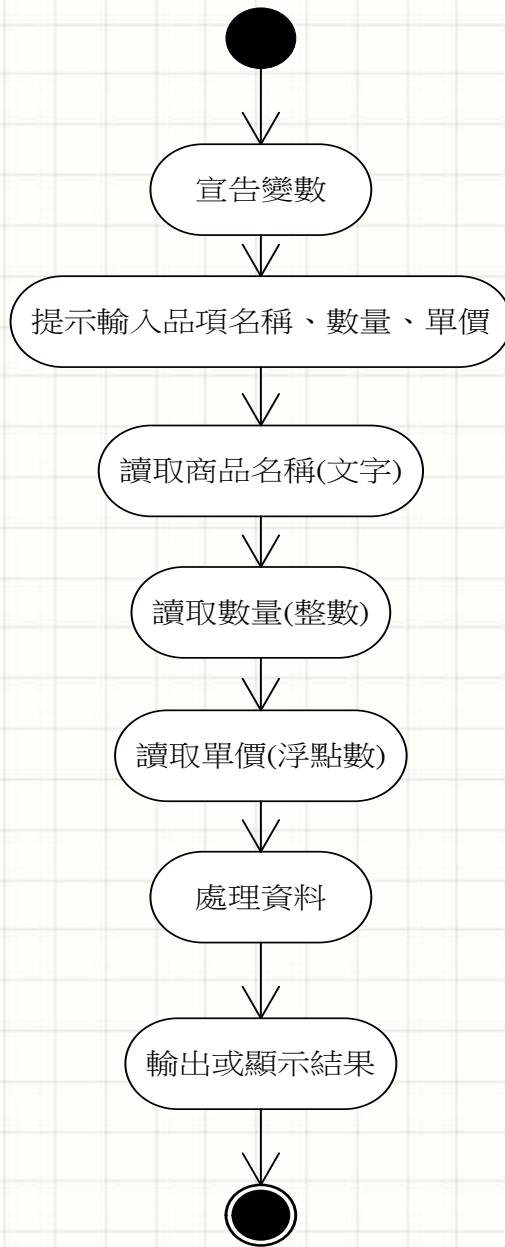 宣告變數
提示輸入品項名稱、數量、單價
讀取商品名稱(文字)
讀取數量(整數)
讀取單價(浮點數)
處理資料
輸出或顯示結果